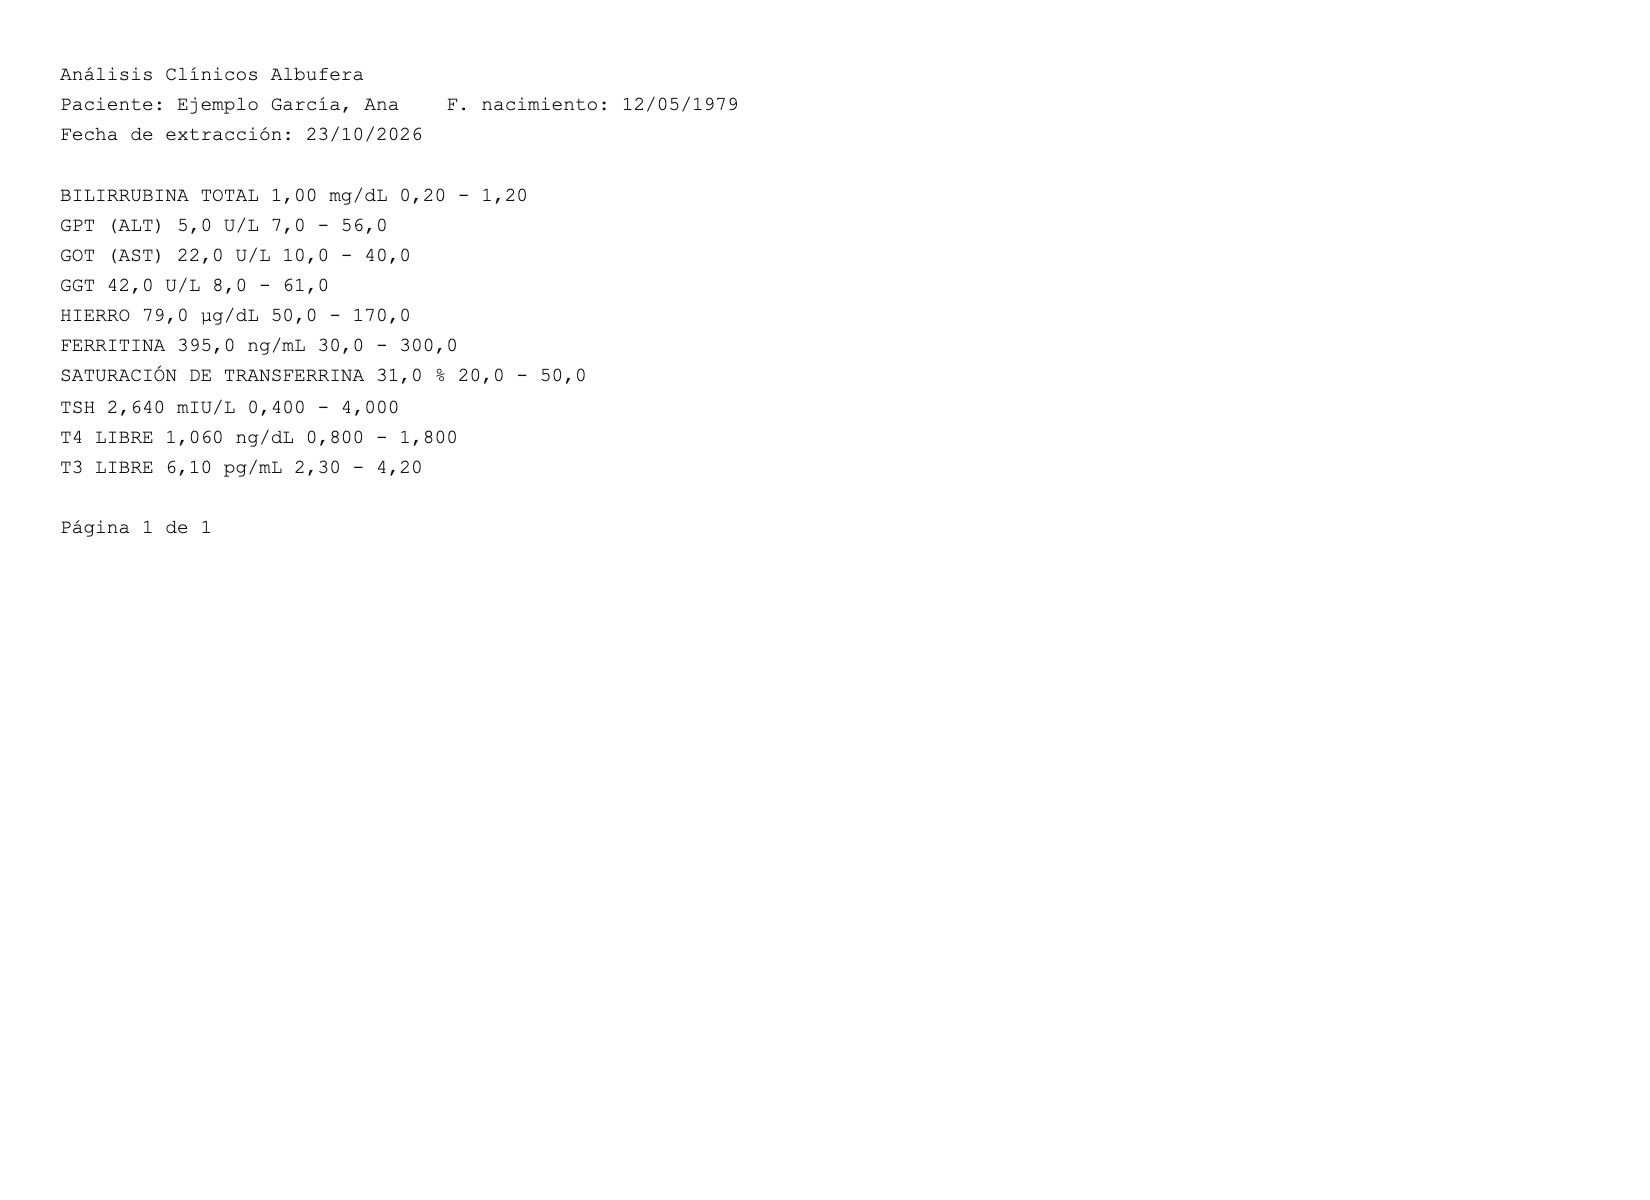 Análisis Clínicos Albufera
Paciente: Ejemplo García, Ana    F. nacimiento: 12/05/1979
Fecha de extracción: 23/10/2026
BILIRRUBINA TOTAL 1,00 mg/dL 0,20 - 1,20
GPT (ALT) 5,0 U/L 7,0 - 56,0
GOT (AST) 22,0 U/L 10,0 - 40,0
GGT 42,0 U/L 8,0 - 61,0
HIERRO 79,0 µg/dL 50,0 - 170,0
FERRITINA 395,0 ng/mL 30,0 - 300,0
SATURACIÓN DE TRANSFERRINA 31,0 % 20,0 - 50,0
TSH 2,640 mIU/L 0,400 - 4,000
T4 LIBRE 1,060 ng/dL 0,800 - 1,800
T3 LIBRE 6,10 pg/mL 2,30 - 4,20
Página 1 de 1